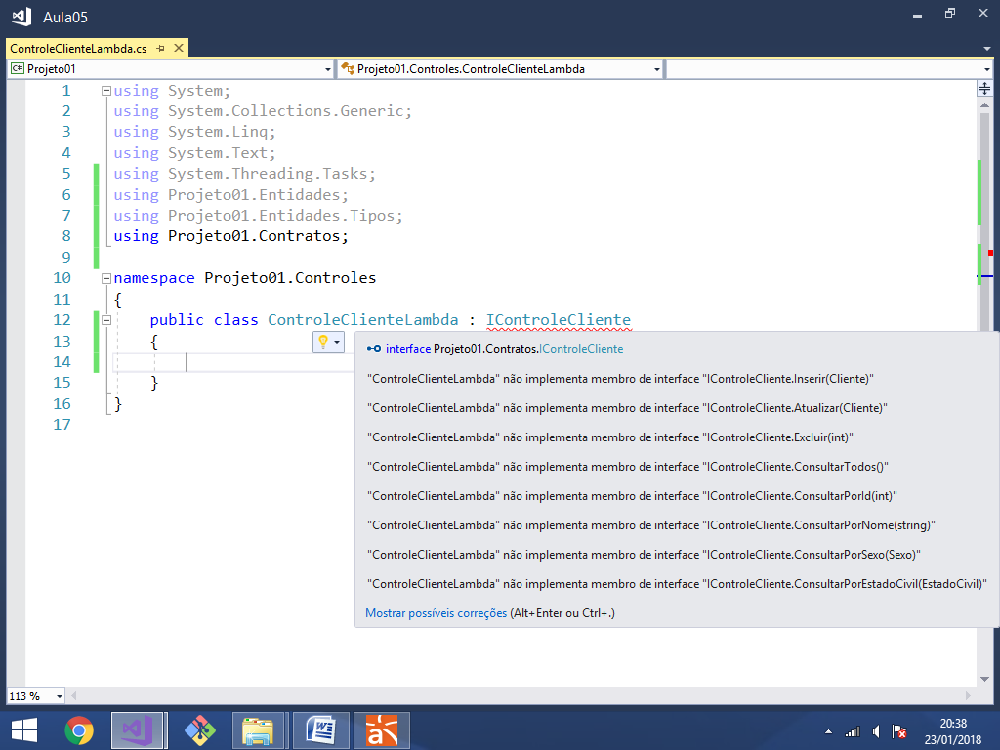 Aula05
ControleClienteLambda.cs
C# Projeto01
Projeto01.Controles.ControleClienteLambda
1 using System;
2 using System.Collections.Generic;
3 using System.Linq;
4 using System.Text;
5 using System.Threading.Tasks;
6 using Projeto01.Entidades;
7 using Projeto01.Entidades.Tipos;
8 using Projeto01.Contratos;
9
10 namespace Projeto01.Controles
11 {
12 public class ControleClienteLambda : IControleCliente
13 {
14
15 }
16 }
17
interface Projeto01.Contratos.IControleCliente
"ControleClienteLambda" não implementa membro de interface "IControleCliente.Inserir(Cliente)"
"ControleClienteLambda" não implementa membro de interface "IControleCliente.Atualizar(Cliente)"
"ControleClienteLambda" não implementa membro de interface "IControleCliente.Excluir(int)"
"ControleClienteLambda" não implementa membro de interface "IControleCliente.ConsultarTodos()"
"ControleClienteLambda" não implementa membro de interface "IControleCliente.ConsultarPorId(int)"
"ControleClienteLambda" não implementa membro de interface "IControleCliente.ConsultarPorNome(string)"
"ControleClienteLambda" não implementa membro de interface "IControleCliente.ConsultarPorSexo(Sexo)"
"ControleClienteLambda" não implementa membro de interface "IControleCliente.ConsultarPorEstadoCivil(EstadoCivil)"
Mostrar possíveis correções (Alt+Enter ou Ctrl+.)
113 %
20:38
23/01/2018